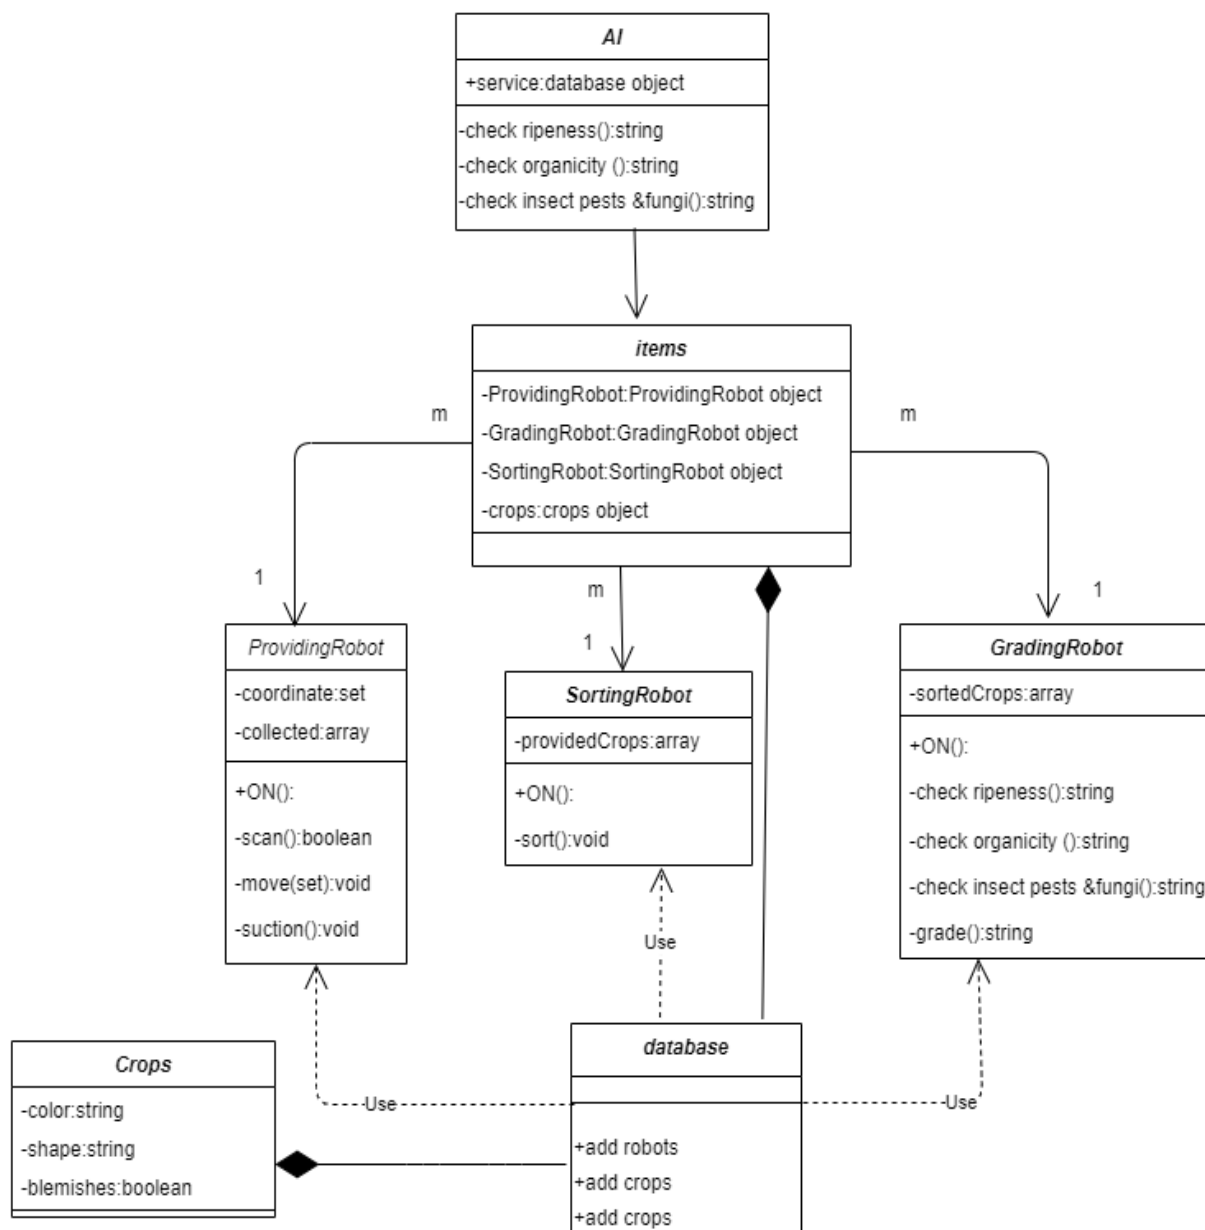 AI
+service:database object
-check ripeness():string
-check organicity ():string
-check insect pests &fungi():string
items
-ProvidingRobot:ProvidingRobot object
-GradingRobot:GradingRobot object
-SortingRobot:SortingRobot object
-crops:crops object
m
m
1
m
1
1
ProvidingRobot
-coordinate:set
-collected:array
+ON():
-scan():boolean
-move(set):void
-suction():void
SortingRobot
-providedCrops:array
+ON():
-sort():void
GradingRobot
-sortedCrops:array
+ON():
-check ripeness():string
-check organicity ():string
-check insect pests &fungi():string
-grade():string
Use
Use
Use
Crops
-color:string
-shape:string
-blemishes:boolean
database
+add robots
+add crops
+add crops